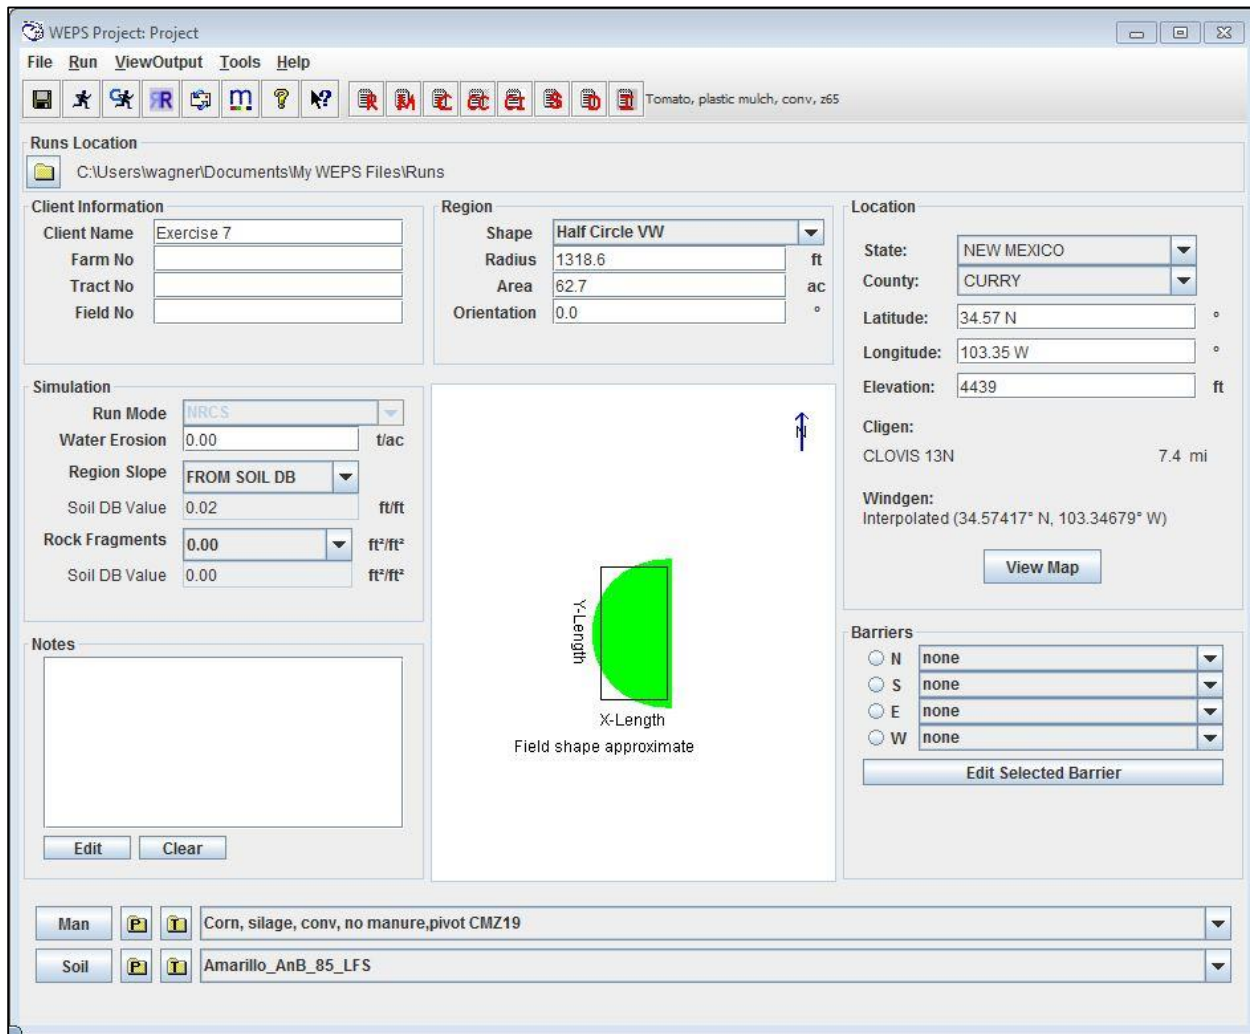 WEPS Project: Project
File Run ViewOutput Tools Help
R m ? ? R M C C I S D T Tomato, plastic mulch, conv, z65
Runs Location
C:\Users\wagner\Documents\My WEPS Files\Runs
Client Information
Client Name Exercise 7
Farm No
Tract No
Field No
Region
Shape Half Circle VW
Radius 1318.6 ft
Area 62.7 ac
Orientation 0.0 °
Location
State: NEW MEXICO
County: CURRY
Latitude: 34.57 N °
Longitude: 103.35 W °
Elevation: 4439 ft
Cligen:
CLOVIS 13N 7.4 mi
Windgen:
Interpolated (34.57417° N, 103.34679° W)
View Map
Simulation
Run Mode NRCS
Water Erosion 0.00 t/ac
Region Slope FROM SOIL DB
Soil DB Value 0.02 ft/ft
Rock Fragments 0.00 ft²/ft²
Soil DB Value 0.00 ft²/ft²
N
Y-Length
X-Length
Field shape approximate
Notes
Edit Clear
Barriers
N none
S none
E none
W none
Edit Selected Barrier
Man P T Corn, silage, conv, no manure,pivot CMZ19
Soil P T Amarillo_AnB_85_LFS